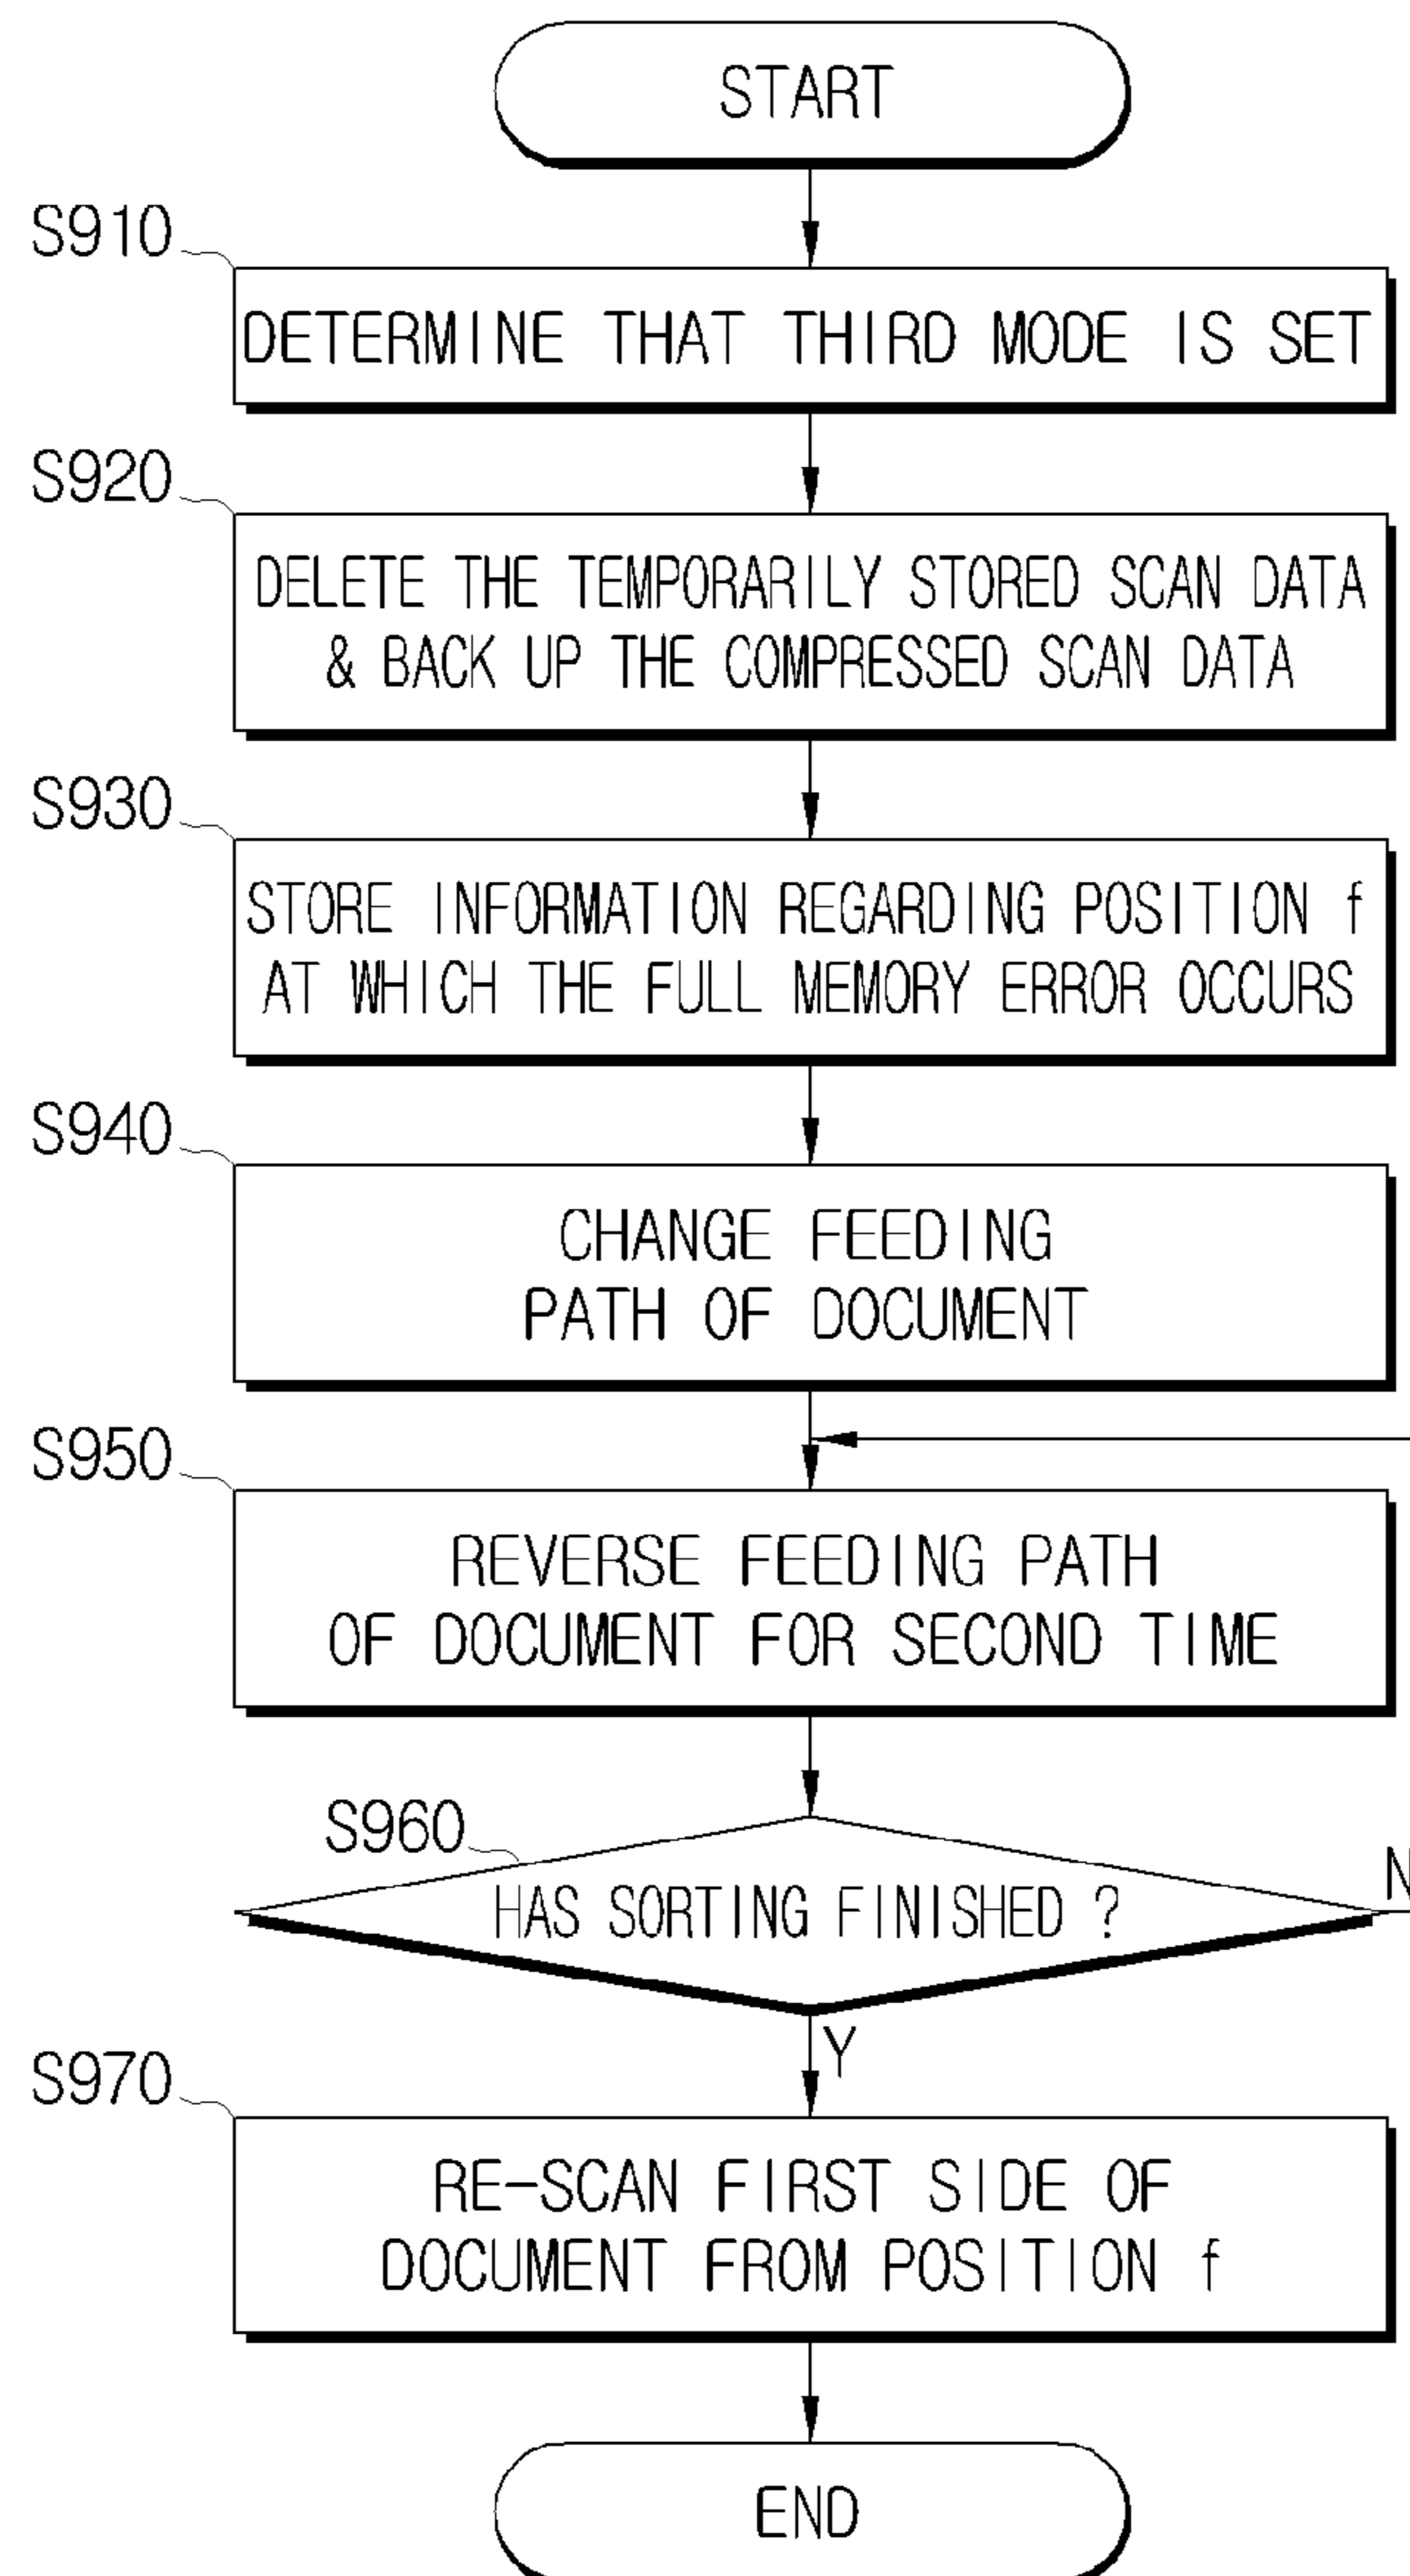 START
S910
DETERMINE THAT THIRD MODE IS SET
S920
DELETE THE TEMPORARILY STORED SCAN DATA
& BACK UP THE COMPRESSED SCAN DATA
S930
STORE INFORMATION REGARDING POSITION f
AT WHICH THE FULL MEMORY ERROR OCCURS
S940
CHANGE FEEDING
PATH OF DOCUMENT
S950
REVERSE FEEDING PATH
OF DOCUMENT FOR SECOND TIME
S960
HAS SORTING FINISHED ?
N
Y
S970
RE-SCAN FIRST SIDE OF
DOCUMENT FROM POSITION f
END